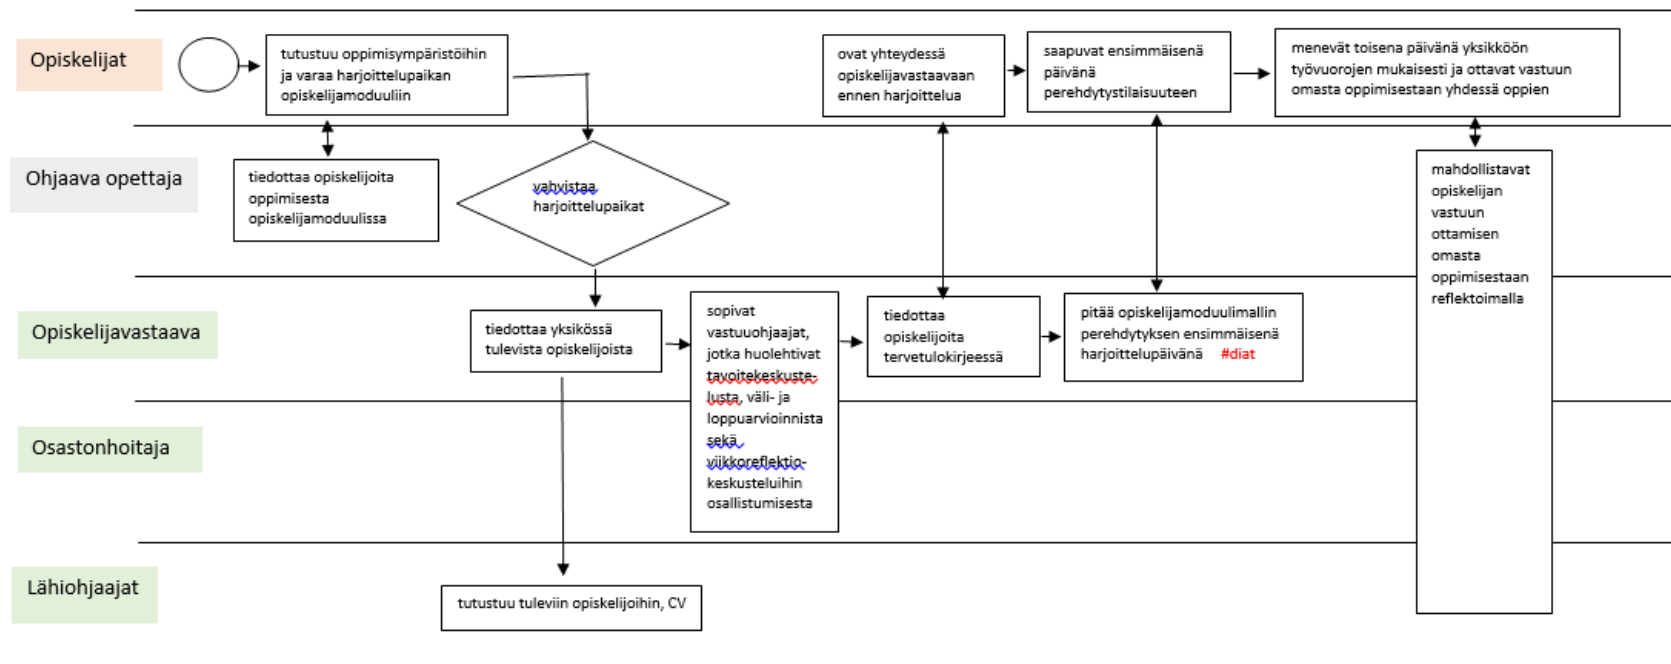 Opiskelijat
tutustuu oppimisympäristöihin
ja varaa harjoittelupaikan
opiskelijamoduuliin
ovat yhteydessä
opiskelijavastaavaan
ennen harjoittelua
saapuvat ensimmäisenä
päivänä
perehdytystilaisuuteen
menevät toisena päivänä yksikköön
työvuorojen mukaisesti ja ottavat vastuun
omasta oppimisestaan yhdessä oppien
Ohjaava opettaja
tiedottaa opiskelijoita
oppimisesta
opiskelijamoduulissa
vahvistaa
harjoittelupaikat
mahdollistavat
opiskelijan
vastuun
ottamisen
omasta
oppimisestaan
reflektoimalla
Opiskelijavastaava
tiedottaa yksikössä
tulevista opiskelijoista
sopivat
vastuuohjaajat,
jotka huolehtivat
tavoitekeskuste-
lusta, väli- ja
loppuarvioinnista
sekä
viikkoreflektio-
keskusteluihin
osallistumisesta
tiedottaa
opiskelijoita
tervetulokirjeessä
pitää opiskelijamoduulimallin
perehdytyksen ensimmäisenä
harjoittelupäivänä #diat
Osastonhoitaja
Lähiohjaajat
tutustuu tuleviin opiskelijoihin, CV